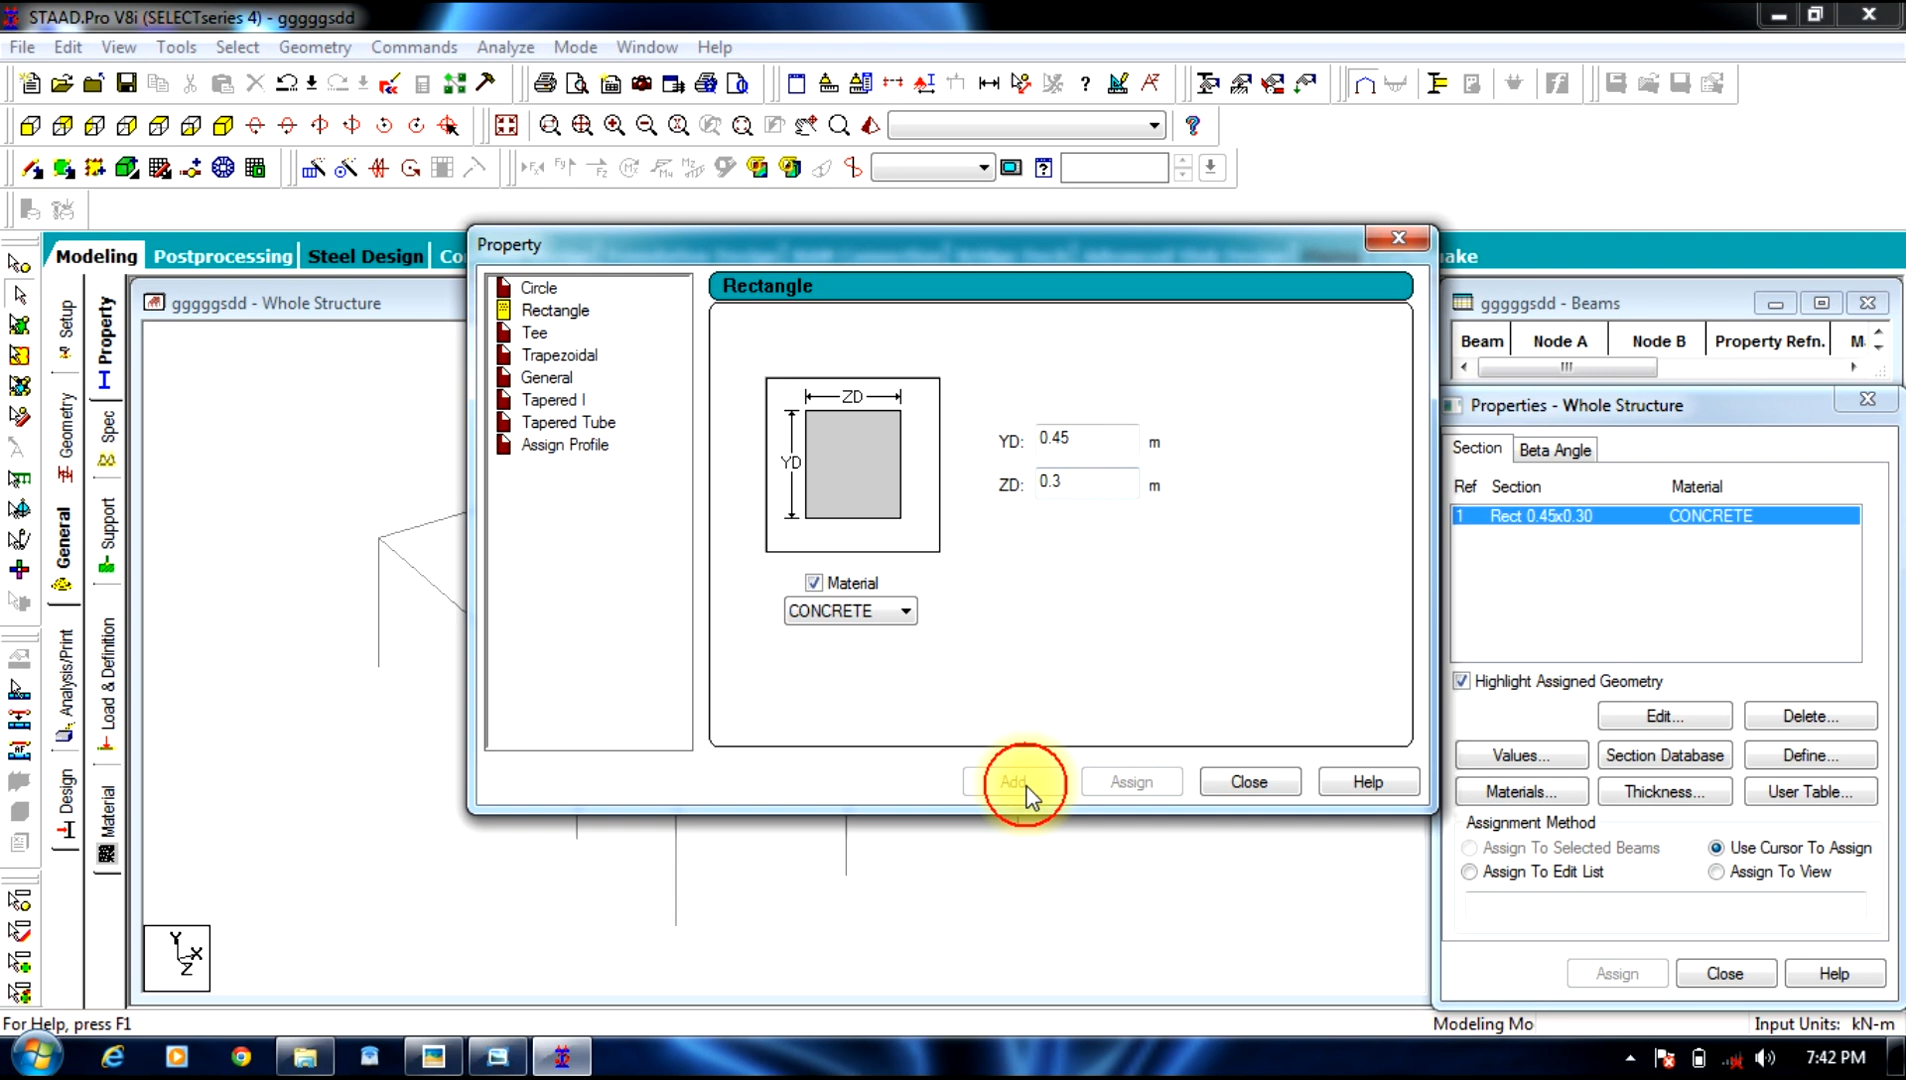 STAAD.Pro V8i (SELECTseries 4) - gggggsdd
File Edit View Tools Select Geometry Commands Analyze Mode Window Help
Modeling Postprocessing Steel Design Co
ake
Property
Circle
Rectangle
Tee
Trapezoidal
General
Tapered I
Tapered Tube
Assign Profile
Rectangle
ZD
YD
YD: 0.45 m
ZD: 0.3 m
Material
CONCRETE
Add Assign Close Help
gggggsdd - Whole Structure
Setup
Geometry
General
Analysis/Print
Design
Property
Spec
Support
Load & Definition
Material
Y
X
Z
gggggsdd - Beams
Beam Node A Node B Property Refn. M
Properties - Whole Structure
Section Beta Angle
Ref Section Material
1 Rect 0.45x0.30 CONCRETE
Highlight Assigned Geometry
Edit... Delete...
Values... Section Database Define...
Materials... Thickness... User Table...
Assignment Method
Assign To Selected Beams Use Cursor To Assign
Assign To Edit List Assign To View
Assign Close Help
For Help, press F1
Modeling Mo Input Units: kN-m
7:42 PM